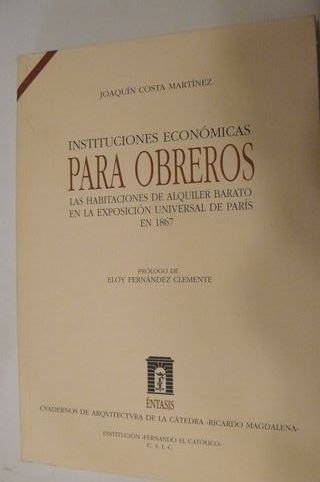 JOAQUÍN COSTA MARTÍNEZ
INSTITUCIONES ECONÓMICAS
PARA OBREROS
LAS HABITACIONES DE ALQUILER BARATO
EN LA EXPOSICIÓN UNIVERSAL DE PARÍS
EN 1867
PRÓLOGO DE
ELOY FERNÁNDEZ CLEMENTE
ÉNTASIS
CUADERNOS DE ARQVITECTVRA DE LA CÁTEDRA «RICARDO MAGDALENA»
INSTITUCIÓN «FERNANDO EL CATÓLICO»
C. S. I. C.